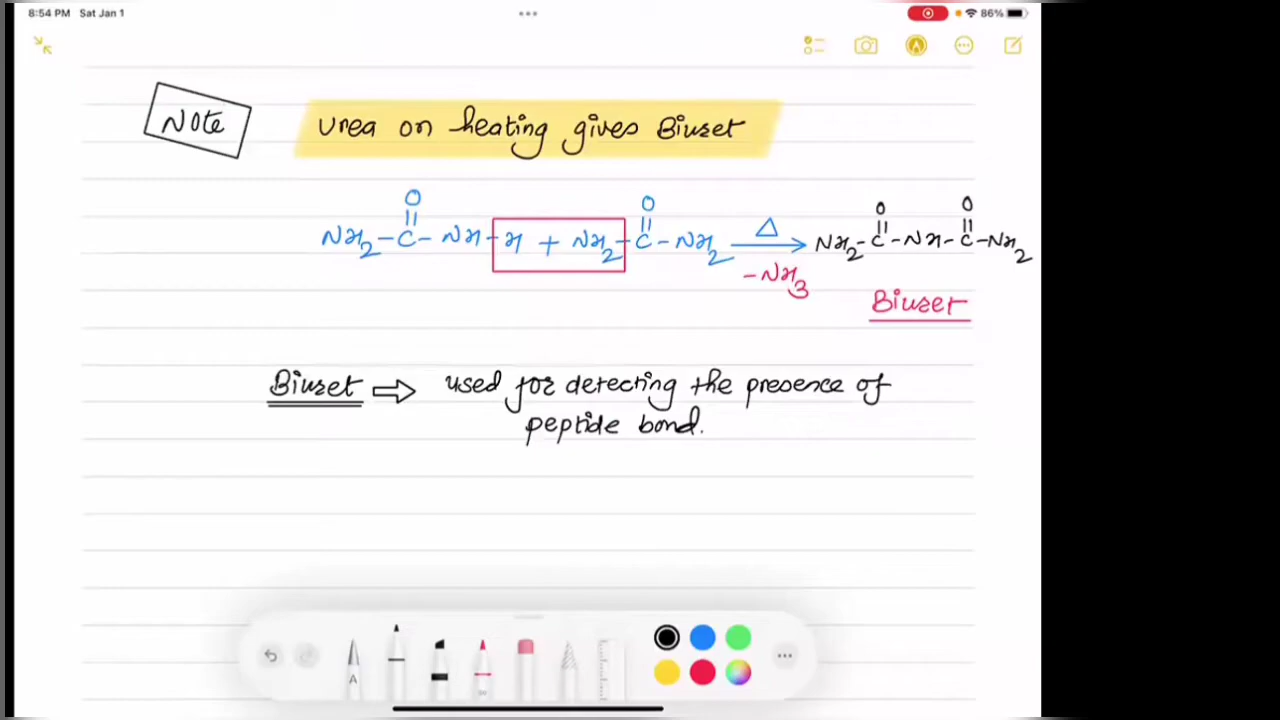 8:54 PM Sat Jan 1
86%
Note
Urea on heating gives Biuret
O O O O
NH2-C-NH-H + NH2-C-NH2 Δ→ NH2-C-NH-C-NH2
-NH3
Biuret
Biuret ⇒ used for detecting the presence of
peptide bond.
A